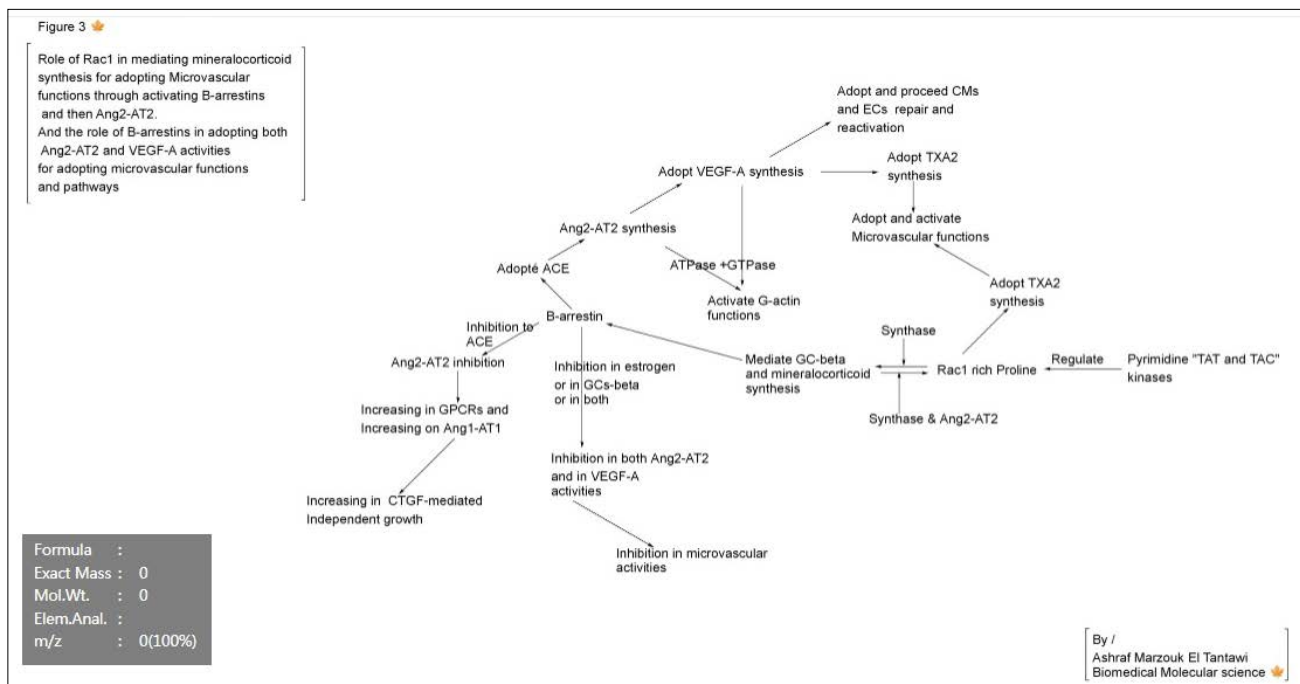 Figure 3
Role of Rac1 in mediating mineralocorticoid
synthesis for adopting Microvascular
functions through activating B-arrestins
and then Ang2-AT2.
And the role of B-arrestins in adopting both
Ang2-AT2 and VEGF-A activities
for adopting microvascular functions
and pathways
Adopt and proceed CMs
and ECs repair and
reactivation
Adopt VEGF-A synthesis
Adopt TXA2
synthesis
Ang2-AT2 synthesis
Adopt and activate
Microvascular functions
Adopté ACE
ATPase +GTPase
Adopt TXA2
synthesis
Activate G-actin
functions
B-arrestin
Inhibition to
ACE
Synthase
Ang2-AT2 inhibition
Inhibition in estrogen
or in GCs-beta
or in both
Mediate GC-beta
and mineralocorticoid
synthesis
Rac1 rich Proline
Regulate
Pyrimidine "TAT and TAC"
kinases
Increasing in GPCRs and
Increasing on Ang1-AT1
Synthase & Ang2-AT2
Inhibition in both Ang2-AT2
and in VEGF-A
activities
Increasing in CTGF-mediated
Independent growth
Inhibition in microvascular
activities
Formula :
Exact Mass : 0
Mol.Wt. : 0
Elem.Anal. :
m/z : 0(100%)
By /
Ashraf Marzouk El Tantawi
Biomedical Molecular science